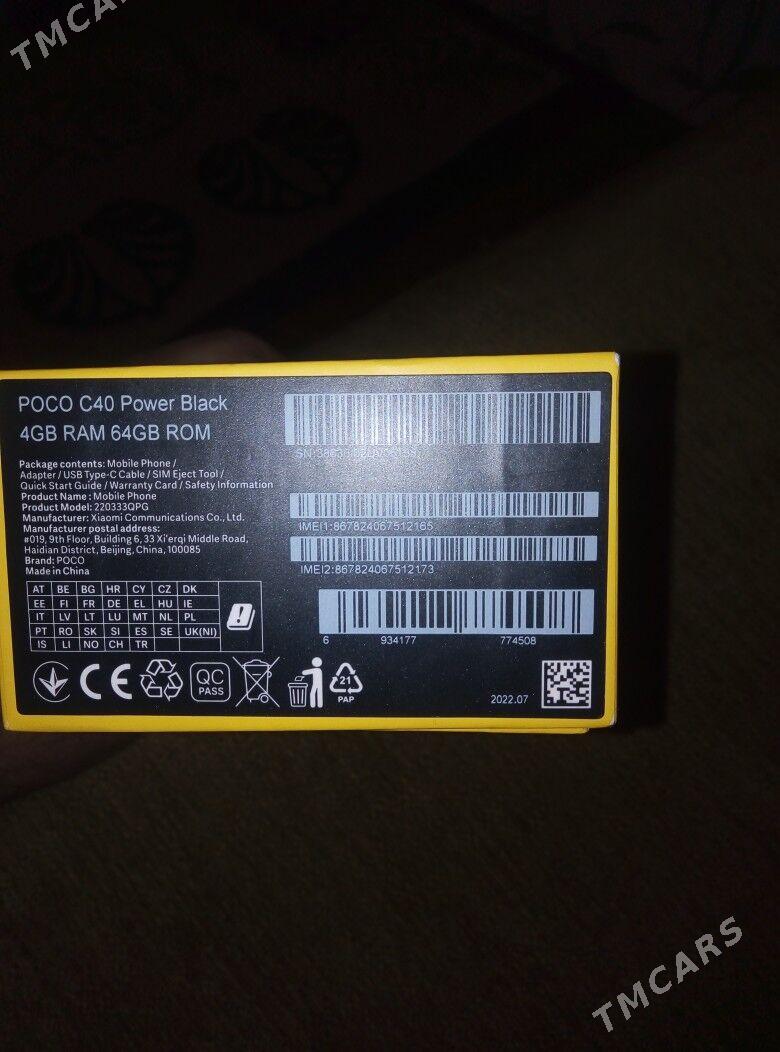 TMCARS
POCO C40 Power Black
4GB RAM 64GB ROM
Package contents: Mobile Phone /
Adapter / USB Type-C Cable / SIM Eject Tool /
Quick Start Guide / Warranty Card / Safety Information
Product Name: Mobile Phone
Product Model: 220333QPG
Manufacturer: Xiaomi Communications Co., Ltd.
Manufacturer postal address:
#019, 9th Floor, Building 6, 33 Xi'erqi Middle Road,
Haidian District, Beijing, China, 100085
Brand: POCO
Made in China
AT BE BG HR CY CZ DK
EE FI FR DE EL HU IE
IT LV LT LU MT NL PL
PT RO SK SI ES SE UK(NI)
IS LI NO CH TR
SN:
IMEI1:867824067512165
IMEI2:867824067512173
6 934177 774508
CE
QC
PASS
21
PAP
2022.07
TMCARS